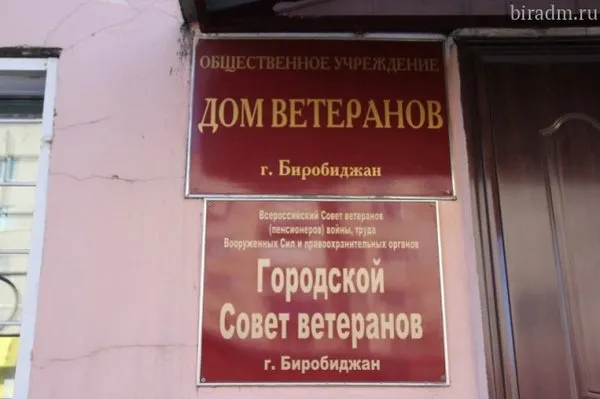 biradm.ru
ОБЩЕСТВЕННОЕ УЧРЕЖДЕНИЕ
ДОМ ВЕТЕРАНОВ
г. Биробиджан
Всероссийский Совет ветеранов
(пенсионеров) войны, труда
Вооруженных Сил и правоохранительных органов
Городской
Совет ветеранов
г. Биробиджан